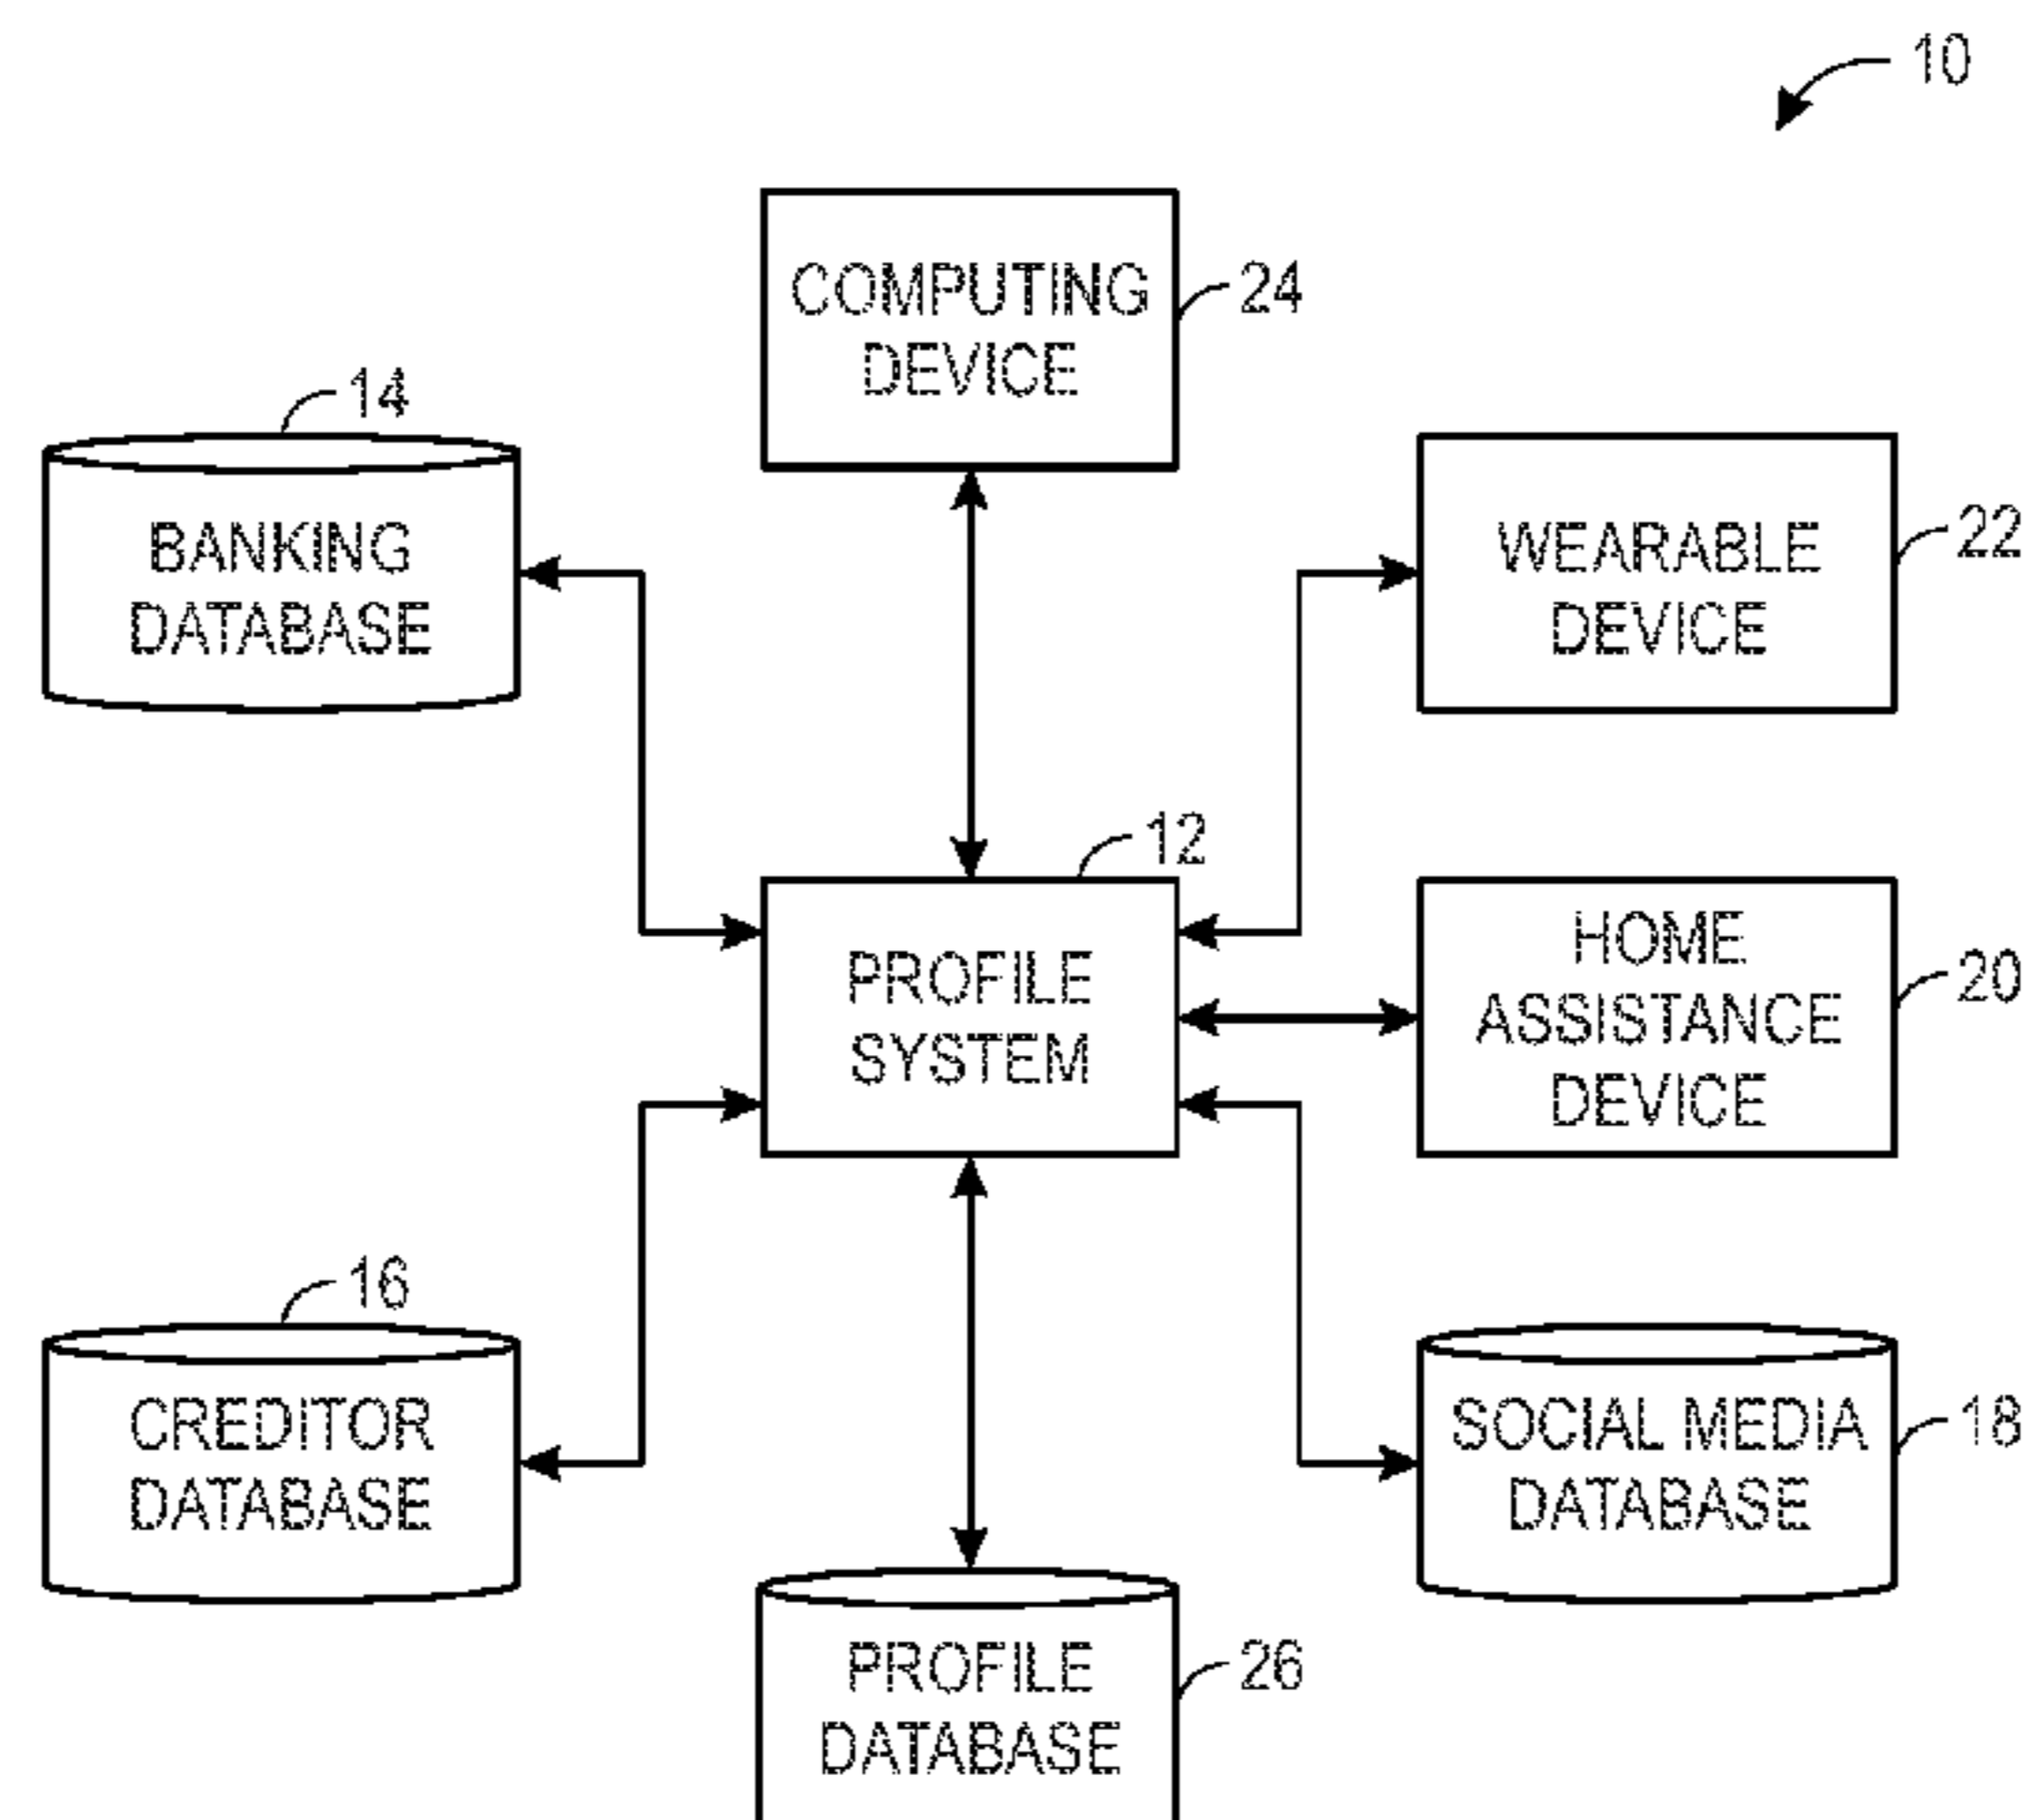 10
COMPUTING
DEVICE
24
14
BANKING
DATABASE
WEARABLE
DEVICE
22
12
PROFILE
SYSTEM
HOME
ASSISTANCE
DEVICE
20
16
CREDITOR
DATABASE
SOCIAL MEDIA
DATABASE
18
PROFILE
DATABASE
26